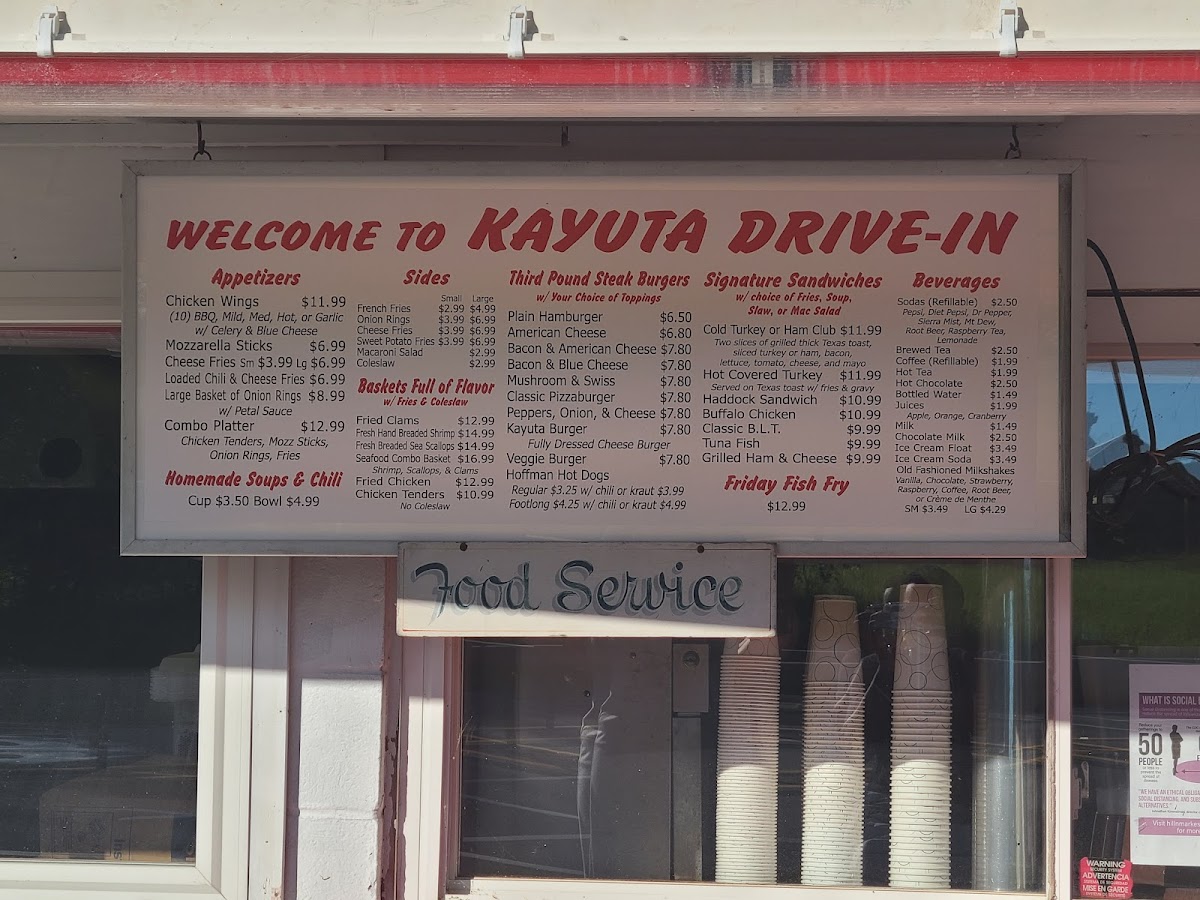 WELCOME TO KAYUTA DRIVE-IN
Appetizers
Chicken Wings $11.99
(10) BBQ, Mild, Med, Hot, or Garlic
w/ Celery & Blue Cheese
Mozzarella Sticks $6.99
Cheese Fries Sm $3.99 Lg $6.99
Loaded Chili & Cheese Fries $6.99
Large Basket of Onion Rings $8.99
w/ Petal Sauce
Combo Platter $12.99
Chicken Tenders, Mozz Sticks,
Onion Rings, Fries
Homemade Soups & Chili
Cup $3.50 Bowl $4.99
Sides
Small Large
French Fries $2.99 $4.99
Onion Rings $3.99 $6.99
Cheese Fries $3.99 $6.99
Sweet Potato Fries $3.99 $6.99
Macaroni Salad $2.99
Coleslaw $2.99
Baskets Full of Flavor
w/ Fries & Coleslaw
Fried Clams $12.99
Fresh Hand Breaded Shrimp $14.99
Fresh Breaded Sea Scallops $14.99
Seafood Combo Basket $16.99
Shrimp, Scallops, & Clams
Fried Chicken $12.99
Chicken Tenders $10.99
No Coleslaw
Third Pound Steak Burgers
w/ Your Choice of Toppings
Plain Hamburger $6.50
American Cheese $6.80
Bacon & American Cheese $7.80
Bacon & Blue Cheese $7.80
Mushroom & Swiss $7.80
Classic Pizzaburger $7.80
Peppers, Onion, & Cheese $7.80
Kayuta Burger $7.80
Fully Dressed Cheese Burger
Veggie Burger $7.80
Hoffman Hot Dogs
Regular $3.25 w/ chili or kraut $3.99
Footlong $4.25 w/ chili or kraut $4.99
Signature Sandwiches
w/ choice of Fries, Soup,
Slaw, or Mac Salad
Cold Turkey or Ham Club $11.99
Two slices of grilled thick Texas toast,
sliced turkey or ham, bacon,
lettuce, tomato, cheese, and mayo
Hot Covered Turkey $11.99
Served on Texas toast w/ fries & gravy
Haddock Sandwich $10.99
Buffalo Chicken $10.99
Classic B.L.T. $9.99
Tuna Fish $9.99
Grilled Ham & Cheese $9.99
Friday Fish Fry
$12.99
Beverages
Sodas (Refillable) $2.50
Pepsi, Diet Pepsi, Dr Pepper,
Sierra Mist, Mt Dew,
Root Beer, Raspberry Tea,
Lemonade
Brewed Tea $2.50
Coffee (Refillable) $1.99
Hot Tea $1.99
Hot Chocolate $2.50
Bottled Water $1.49
Juices $1.99
Apple, Orange, Cranberry
Milk $1.49
Chocolate Milk $2.50
Ice Cream Float $3.49
Ice Cream Soda $3.49
Old Fashioned Milkshakes
Vanilla, Chocolate, Strawberry,
Raspberry, Coffee, Root Beer,
or Crème de Menthe
SM $3.49 LG $4.29
Food Service
WHAT IS SOCIAL
50
PEOPLE
"WE HAVE AN ETHICAL
SOCIAL DISTANCING, AND
ALTERNATIVES."
for more
WARNING
ADVERTENCIA
MISE EN GARDE